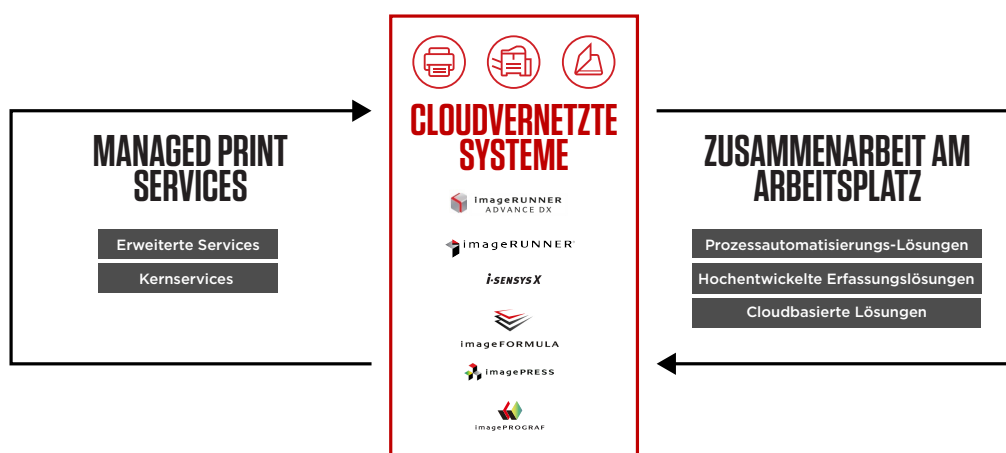 MANAGED PRINT
SERVICES
Erweiterte Services
Kernservices
CLOUDVERNETZTE
SYSTEME
imageRUNNER
ADVANCE DX
imageRUNNER
i-SENSYS X
imageFORMULA
imagePRESS
imagePROGRAF
ZUSAMMENARBEIT AM
ARBEITSPLATZ
Prozessautomatisierungs-Lösungen
Hochentwickelte Erfassungslösungen
Cloudbasierte Lösungen